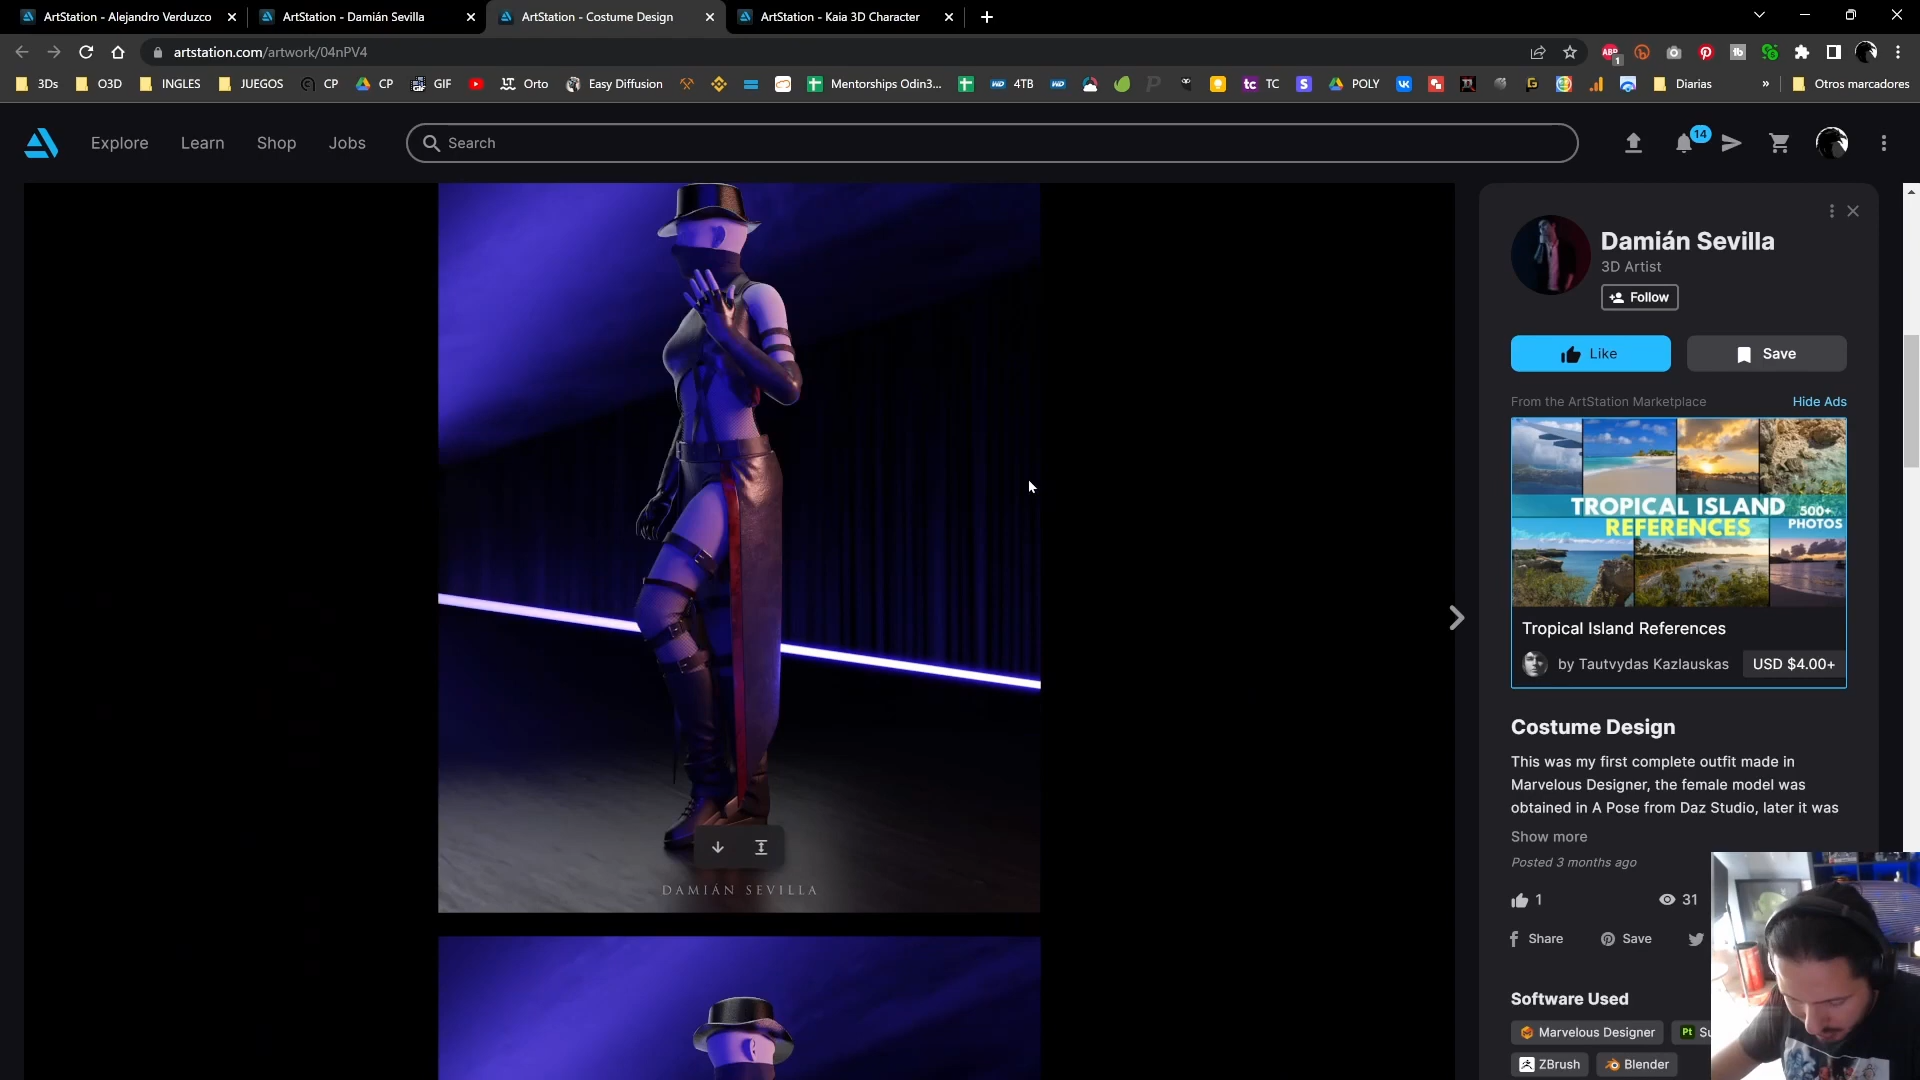 ArtStation - Alejandro Verduzco
ArtStation - Damián Sevilla
ArtStation - Costume Design
ArtStation - Kaia 3D Character
artstation.com/artwork/04nPV4
ABP
1
3Ds
O3D
INGLES
JUEGOS
CP
CP
GIF
Orto
Easy Diffusion
Mentorships Odin3...
4TB
TC
POLY
Diarias
»
Otros marcadores
Explore
Learn
Shop
Jobs
Search
14
Damián Sevilla
3D Artist
Follow
Like
Save
From the ArtStation Marketplace
Hide Ads
TROPICAL ISLAND
REFERENCES
500+
PHOTOS
Tropical Island References
by Tautvydas Kazlauskas
USD $4.00+
Costume Design
This was my first complete outfit made in
Marvelous Designer, the female model was
obtained in A Pose from Daz Studio, later it was
Show more
Posted 3 months ago
1
31
Share
Save
Software Used
Marvelous Designer
Pt Su
ZBrush
Blender
DAMIÁN SEVILLA